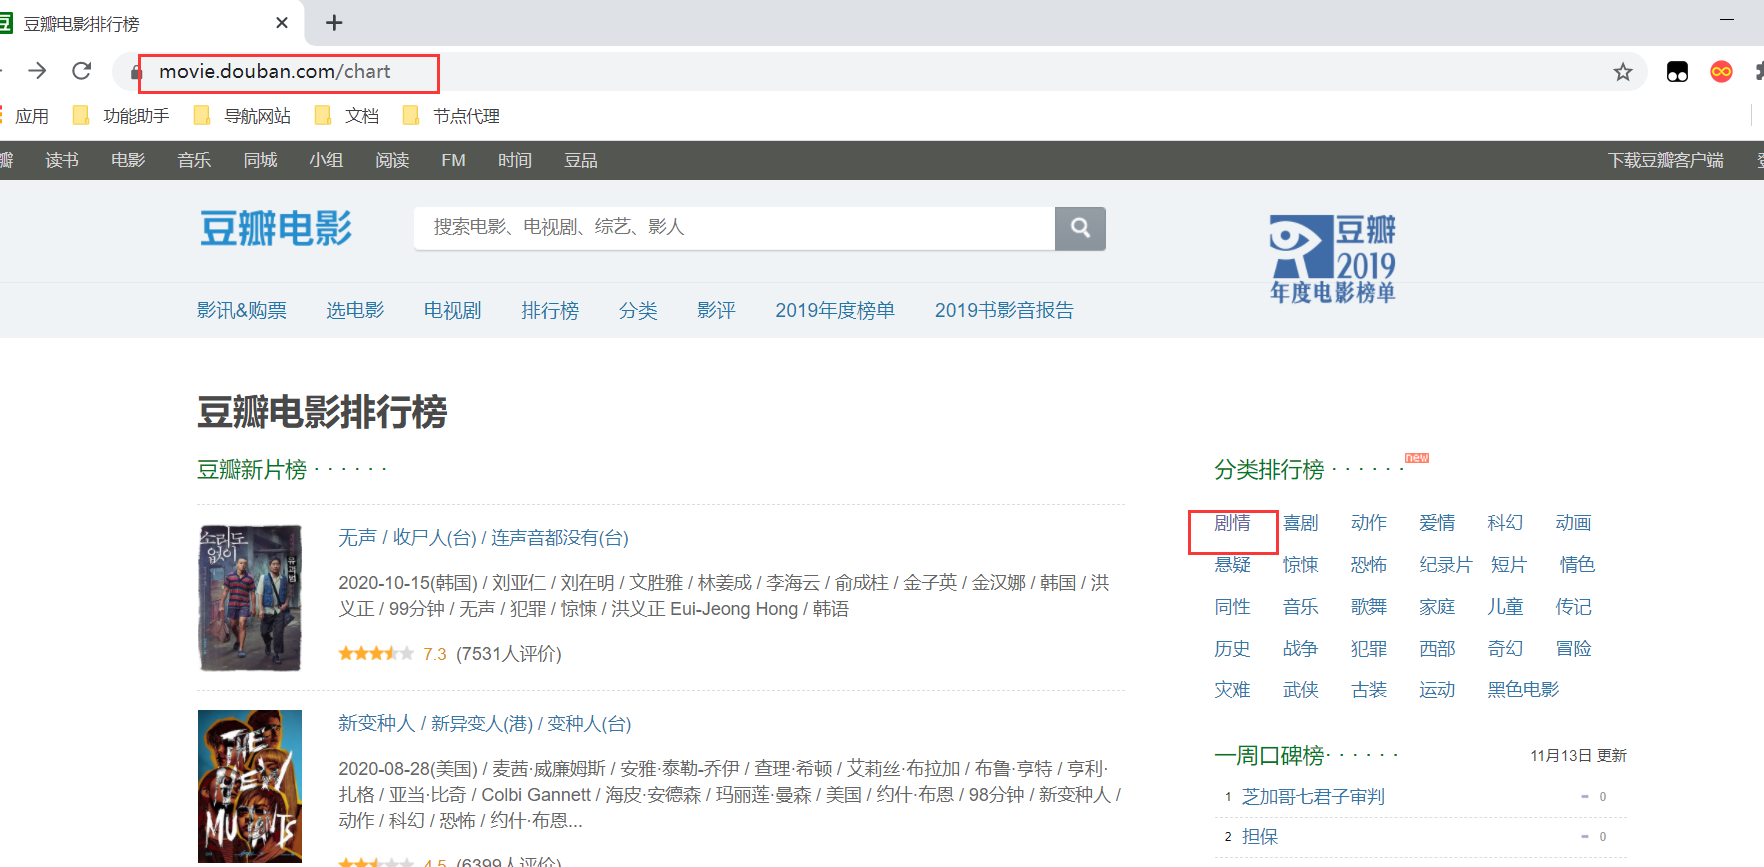 豆瓣电影排行榜
movie.douban.com/chart
应用 功能助手 导航网站 文档 节点代理
瓣 读书 电影 音乐 同城 小组 阅读 FM 时间 豆品 下载豆瓣客户端
豆瓣电影
搜索电影、电视剧、综艺、影人
豆瓣
2019
年度电影榜单
影讯&购票 选电影 电视剧 排行榜 分类 影评 2019年度榜单 2019书影音报告
豆瓣电影排行榜
豆瓣新片榜 · · · · · ·
소리도
없이
유괴범
无声 / 收尸人(台) / 连声音都没有(台)
2020-10-15(韩国) / 刘亚仁 / 刘在明 / 文胜雅 / 林姜成 / 李海云 / 俞成柱 / 金子英 / 金汉娜 / 韩国 / 洪
义正 / 99分钟 / 无声 / 犯罪 / 惊悚 / 洪义正 Eui-Jeong Hong / 韩语
7.3 (7531人评价)
THE
NEW
MUTANTS
新变种人 / 新异变人(港) / 变种人(台)
2020-08-28(美国) / 麦茜·威廉姆斯 / 安雅·泰勒-乔伊 / 查理·希顿 / 艾莉丝·布拉加 / 布鲁·亨特 / 亨利·
扎格 / 亚当·比奇 / Colbi Gannett / 海皮·安德森 / 玛丽莲·曼森 / 美国 / 约什·布恩 / 98分钟 / 新变种人 /
动作 / 科幻 / 恐怖 / 约什·布恩...
4.5 (6399人评价)
分类排行榜 · · · · · · new
剧情 喜剧 动作 爱情 科幻 动画
悬疑 惊悚 恐怖 纪录片 短片 情色
同性 音乐 歌舞 家庭 儿童 传记
历史 战争 犯罪 西部 奇幻 冒险
灾难 武侠 古装 运动 黑色电影
一周口碑榜· · · · · · 11月13日 更新
1 芝加哥七君子审判 0
2 担保 0